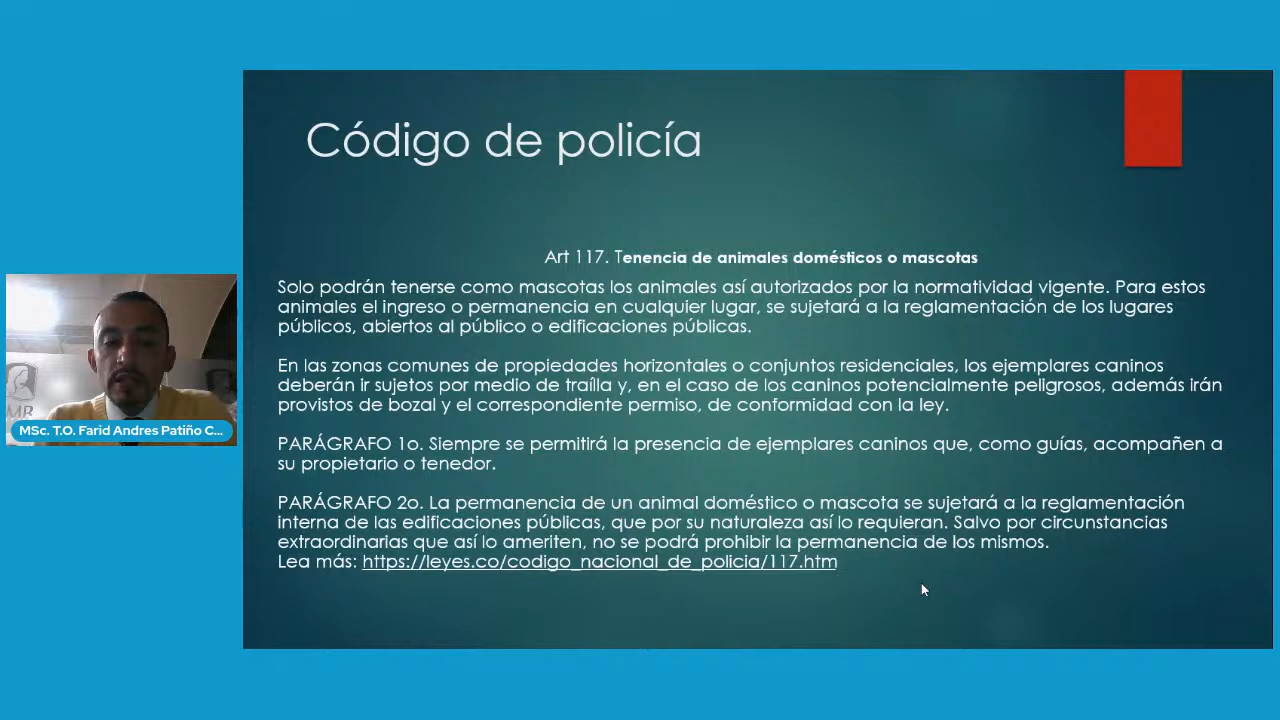 Código de policía
Art 117. Tenencia de animales domésticos o mascotas
Solo podrán tenerse como mascotas los animales así autorizados por la normatividad vigente. Para estos
animales el ingreso o permanencia en cualquier lugar, se sujetará a la reglamentación de los lugares
públicos, abiertos al público o edificaciones públicas.
En las zonas comunes de propiedades horizontales o conjuntos residenciales, los ejemplares caninos
deberán ir sujetos por medio de traílla y, en el caso de los caninos potencialmente peligrosos, además irán
provistos de bozal y el correspondiente permiso, de conformidad con la ley.
PARÁGRAFO 1o. Siempre se permitirá la presencia de ejemplares caninos que, como guías, acompañen a
su propietario o tenedor.
PARÁGRAFO 2o. La permanencia de un animal doméstico o mascota se sujetará a la reglamentación
interna de las edificaciones públicas, que por su naturaleza así lo requieran. Salvo por circunstancias
extraordinarias que así lo ameriten, no se podrá prohibir la permanencia de los mismos.
Lea más: https://leyes.co/codigo_nacional_de_policia/117.htm
MSc. T.O. Farid Andres Patiño C...